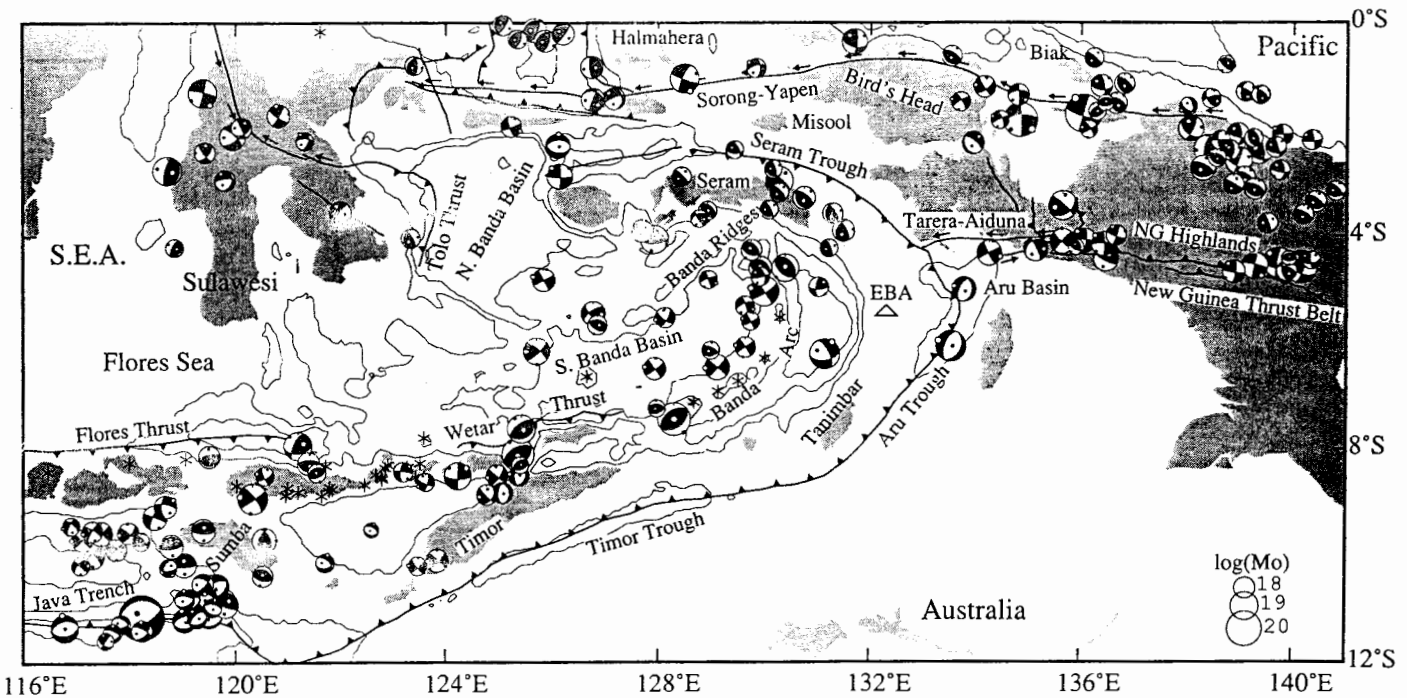 0°S
Halmahera
Biak
Pacific
Sorong-Yapen
Bird's Head
Misool
Seram Trough
Seram
Tolo Thrust
N. Banda Basin
Tarera-Aiduna
NG Highlands
4°S
S.E.A.
Sulawesi
Banda Ridges
EBA
Aru Basin
New Guinea Thrust Belt
Flores Sea
S. Banda Basin
Arc
Banda
Tanimbar
Aru Trough
Flores Thrust
Wetar
Thrust
8°S
Sumba
Timor
Timor Trough
Java Trench
Australia
log(Mo)
18
19
20
12°S
116°E
120°E
124°E
128°E
132°E
136°E
140°E